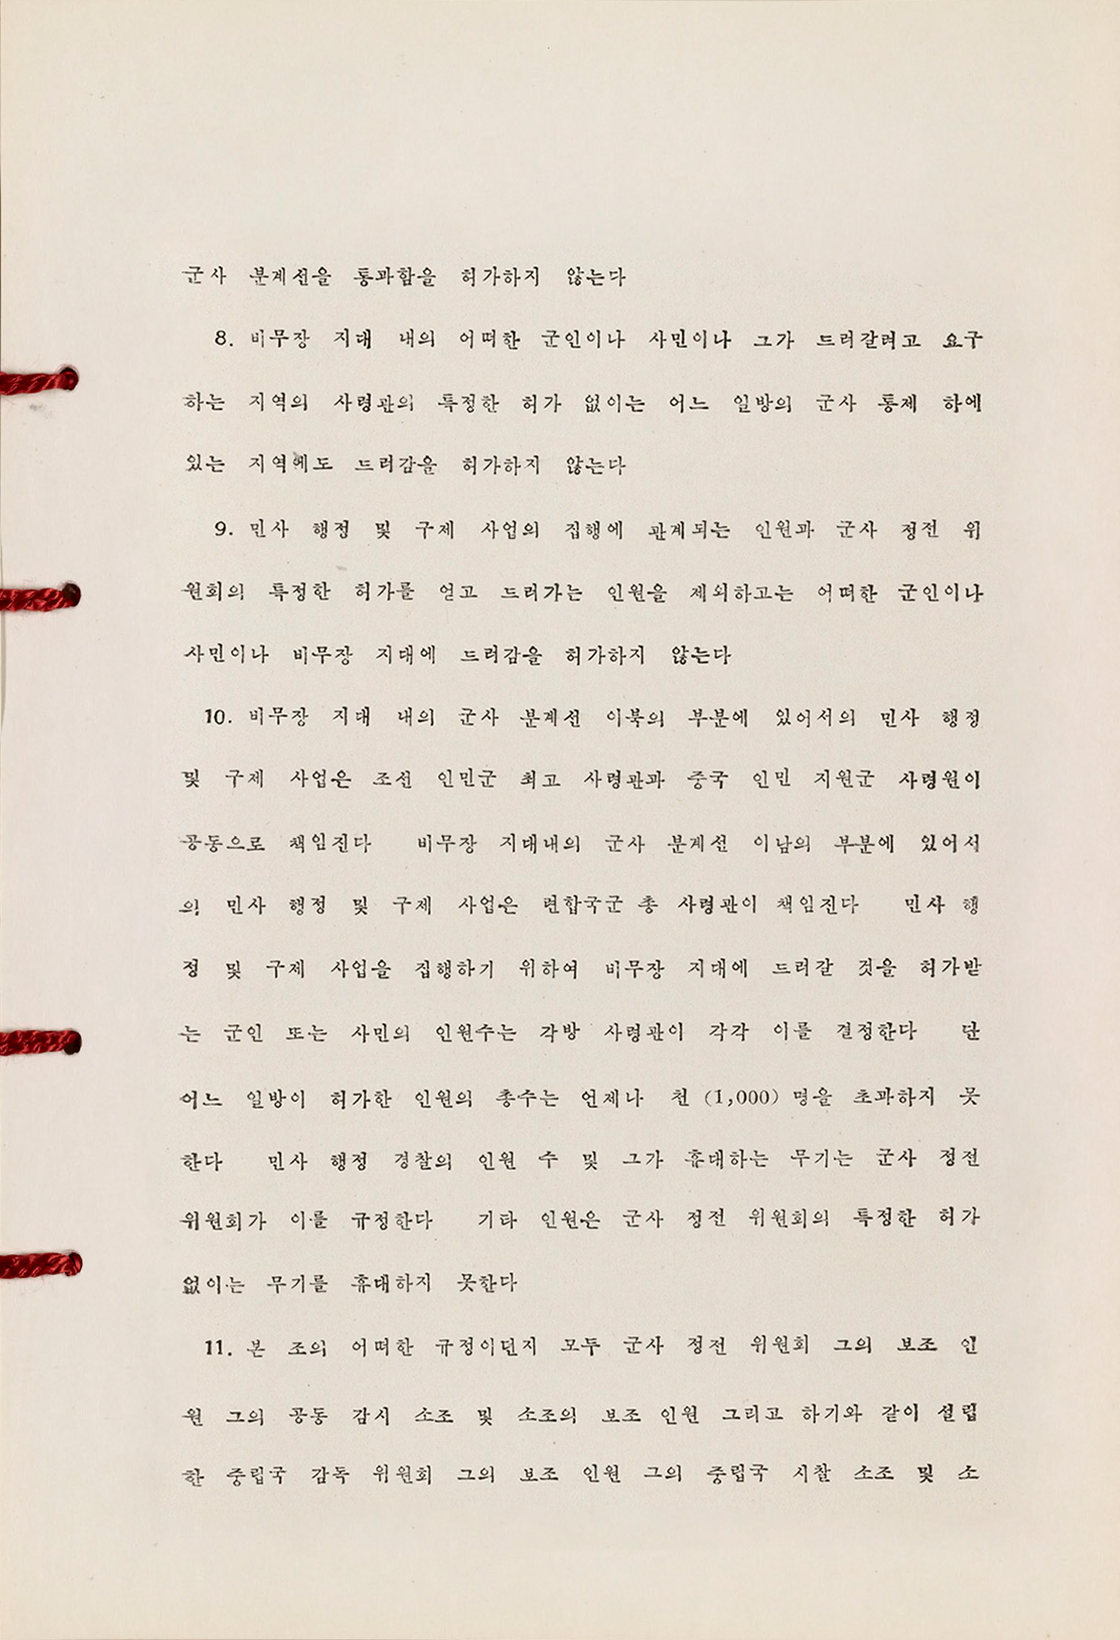 군사 분계선을 통과함을 허가하지 않는다
8. 비무장 지대 내의 어떠한 군인이나 사민이나 그가 드러갈려고 요구
하는 지역의 사령관의 특정한 허가 없이는 어느 일방의 군사 통제 하에
있는 지역에도 드러감을 허가하지 않는다
9. 민사 행정 및 구제 사업의 집행에 관계되는 인원과 군사 정전 위
원회의 특정한 허가를 얻고 드러가는 인원을 제외하고는 어떠한 군인이나
사민이나 비무장 지대에 드러감을 허가하지 않는다
10. 비무장 지대 내의 군사 분계선 이북의 부분에 있어서의 민사 행정
및 구제 사업은 조선 인민군 최고 사령관과 중국 인민 지원군 사령원이
공동으로 책임진다 비무장 지대내의 군사 분계선 이남의 부분에 있어서
의 민사 행정 및 구제 사업은 련합국군 총 사령관이 책임진다 민사 행
정 및 구제 사업을 집행하기 위하여 비무장 지대에 드러갈 것을 허가받
는 군인 또는 사민의 인원수는 각방 사령관이 각각 이를 결정한다 단
어느 일방이 허가한 인원의 총수는 언제나 천 (1,000) 명을 초과하지 못
한다 민사 행정 경찰의 인원 수 및 그가 휴대하는 무기는 군사 정전
위원회가 이를 규정한다 기타 인원은 군사 정전 위원회의 특정한 허가
없이는 무기를 휴대하지 못한다
11. 본 조의 어떠한 규정이던지 모두 군사 정전 위원회 그의 보조 인
원 그의 공동 감시 소조 및 소조의 보조 인원 그리고 하기와 같이 설립
한 중립국 감독 위원회 그의 보조 인원 그의 중립국 시찰 소조 및 소